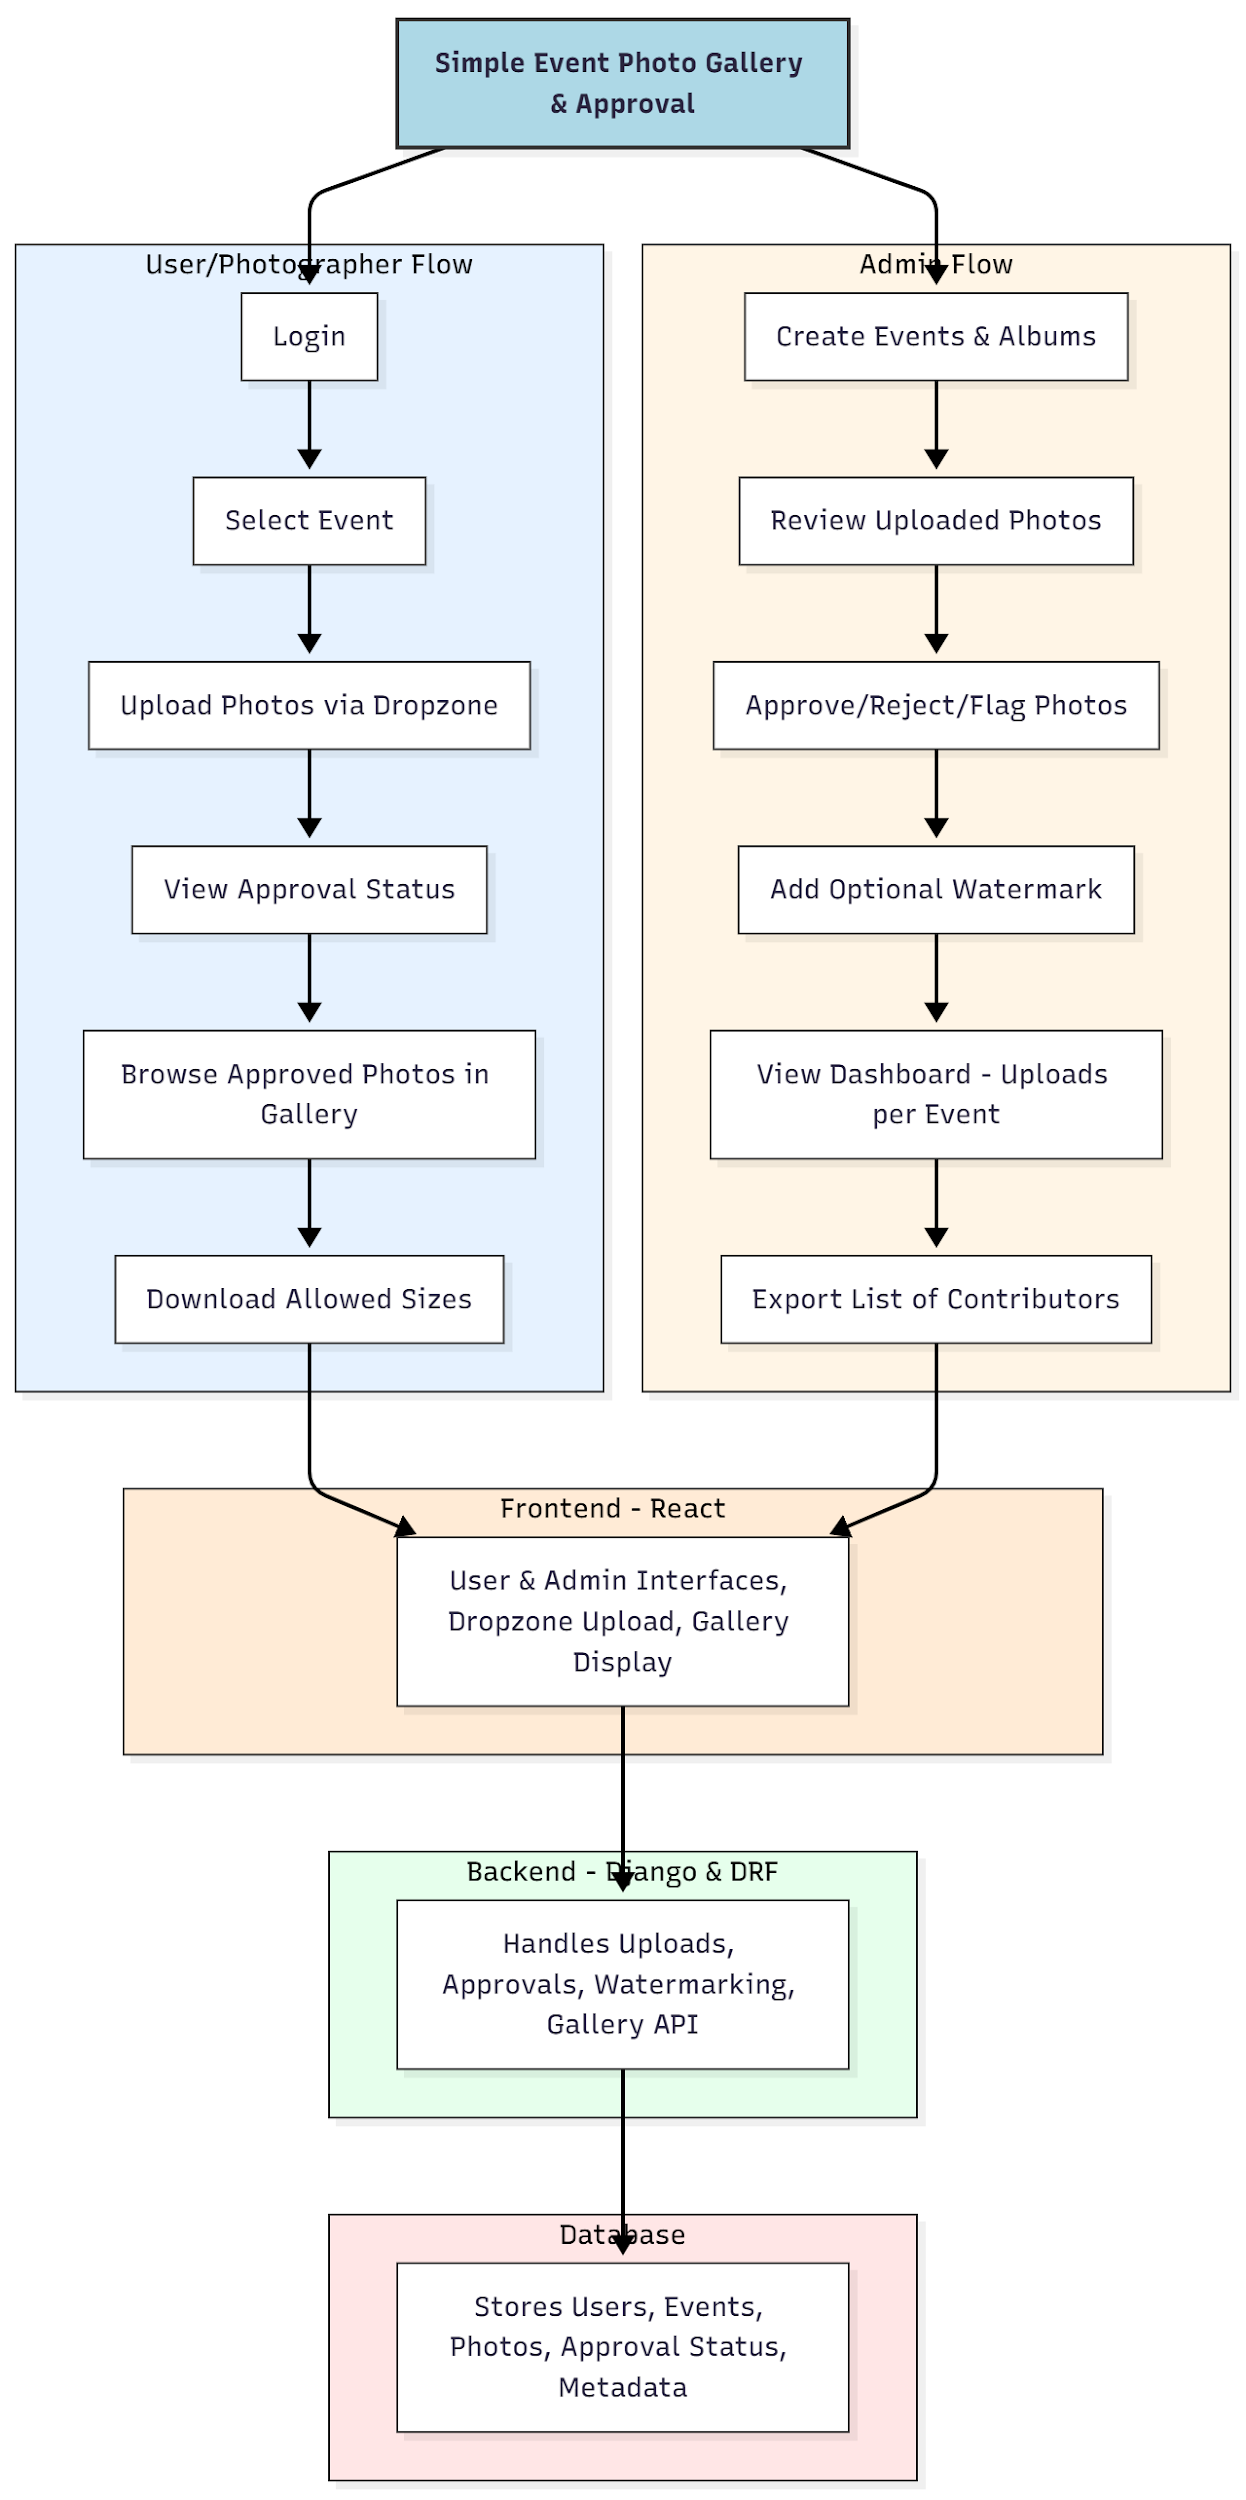 Simple Event Photo Gallery
& Approval
User/Photographer Flow
Login
Select Event
Upload Photos via Dropzone
View Approval Status
Browse Approved Photos in
Gallery
Download Allowed Sizes
Admin Flow
Create Events & Albums
Review Uploaded Photos
Approve/Reject/Flag Photos
Add Optional Watermark
View Dashboard - Uploads
per Event
Export List of Contributors
Frontend - React
User & Admin Interfaces,
Dropzone Upload, Gallery
Display
Backend - Django & DRF
Handles Uploads,
Approvals, Watermarking,
Gallery API
Database
Stores Users, Events,
Photos, Approval Status,
Metadata